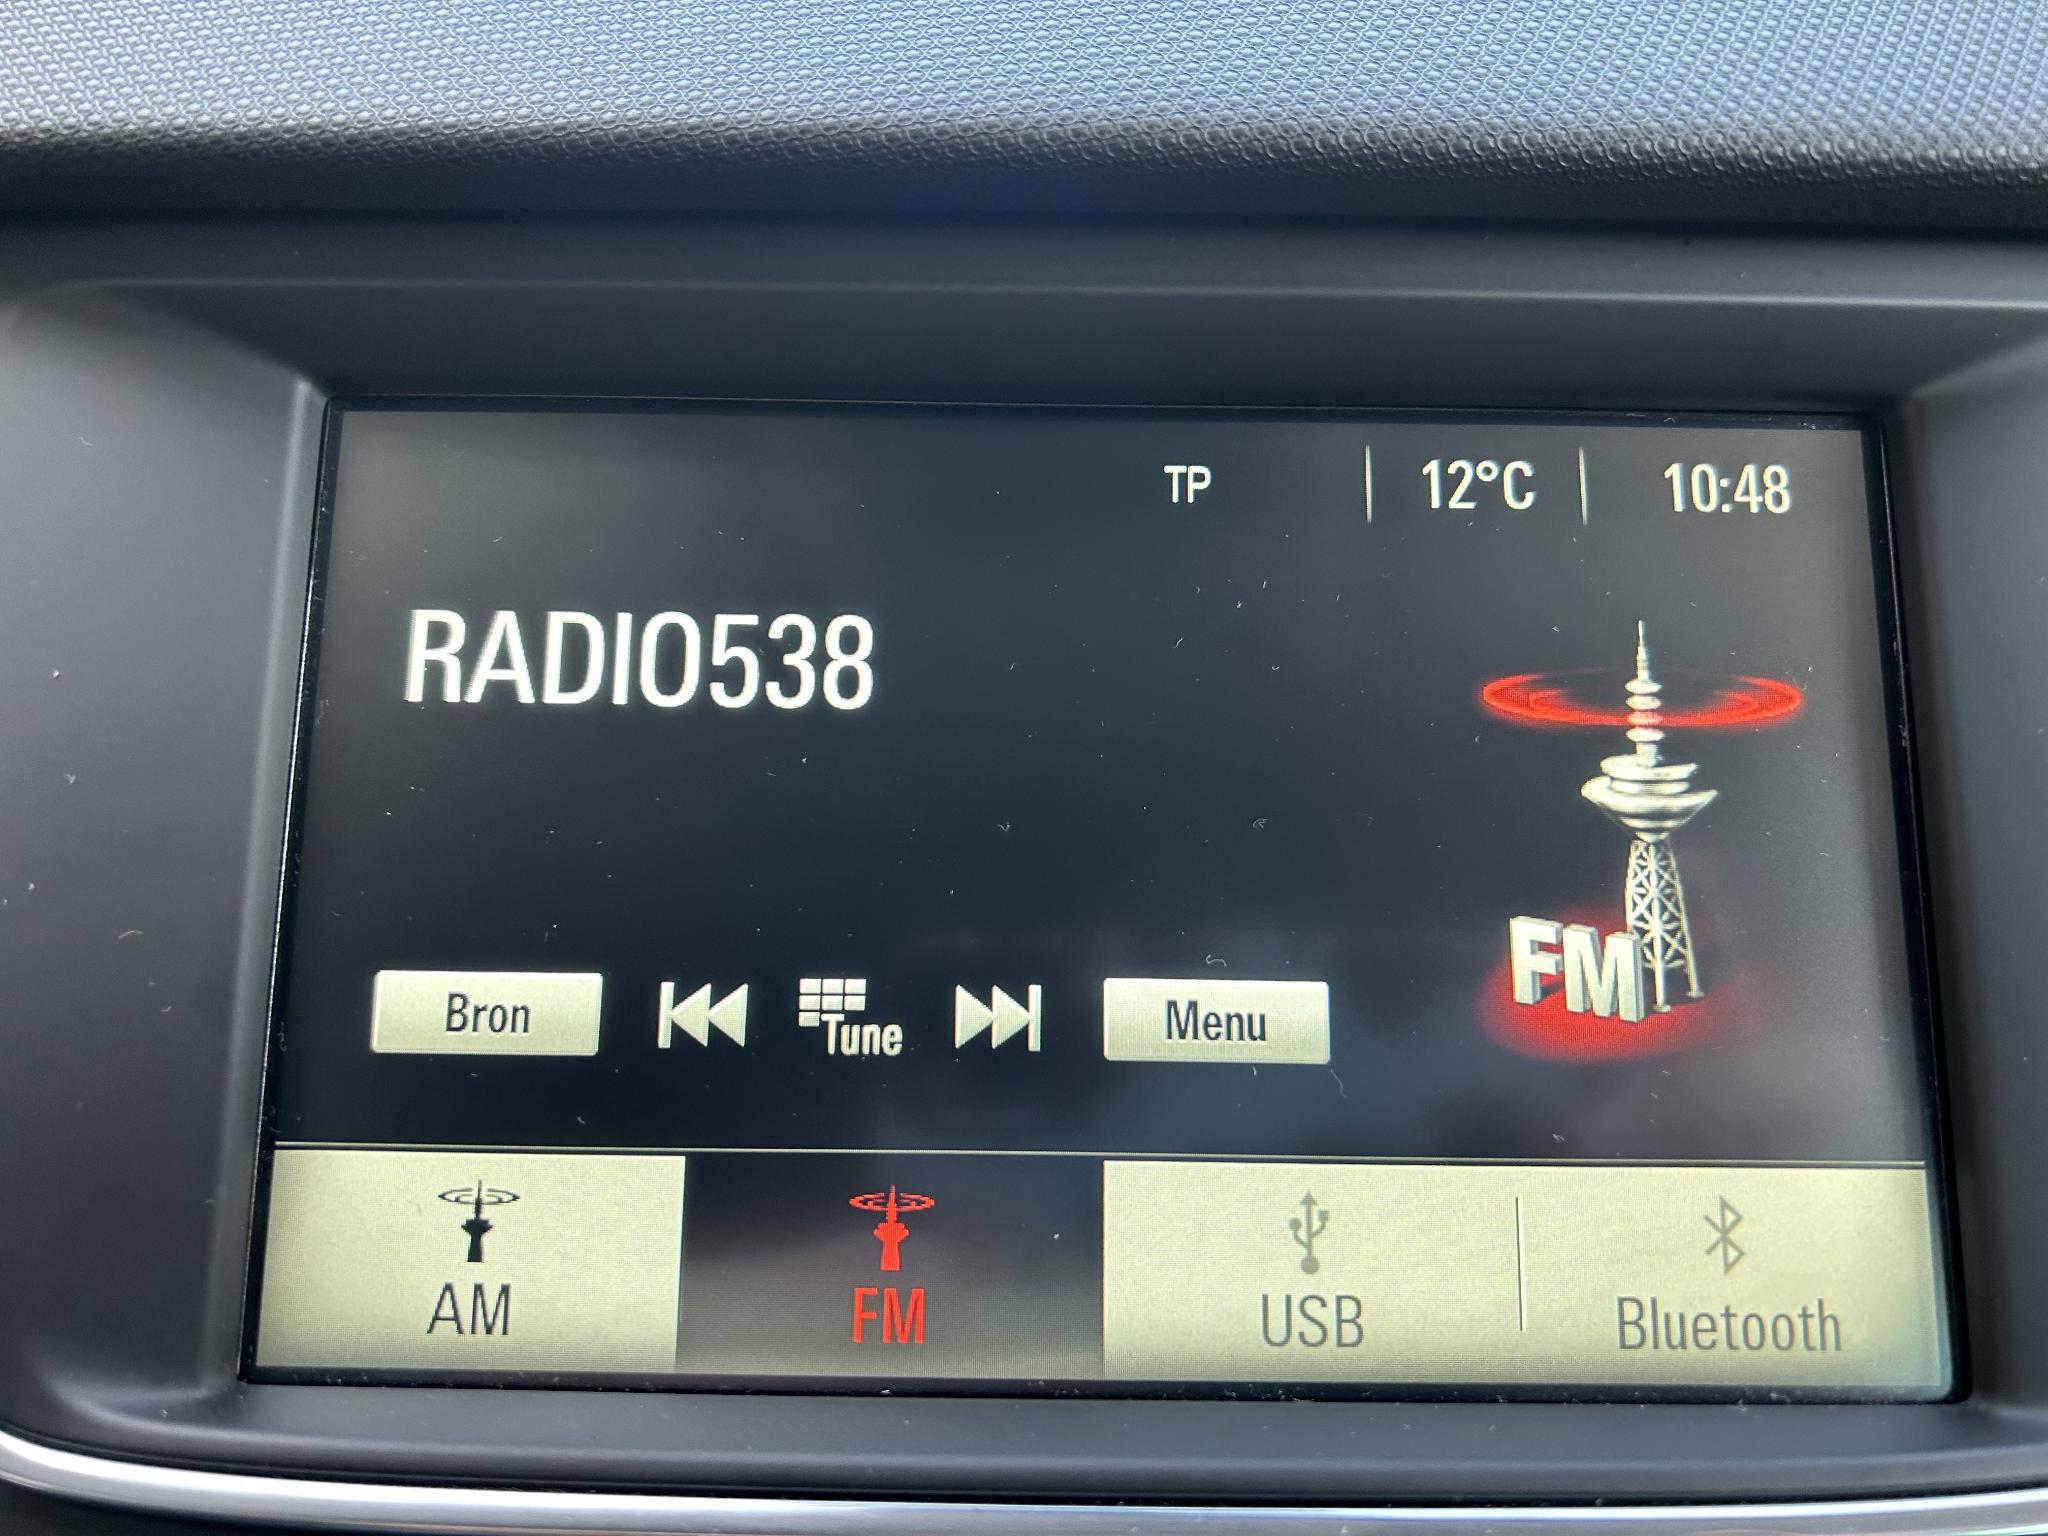 TP 12°C 10:48
RADIO538
FM
Bron Tune Menu
AM FM USB Bluetooth